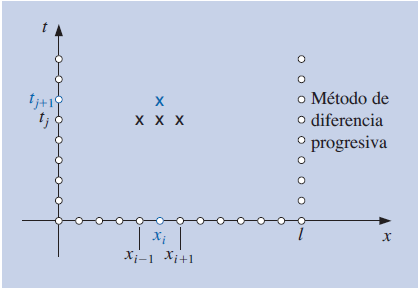 t
t_{j+1}
t_j
x
x x x
Método de
diferencia
progresiva
x_i
l
x
x_{i−1} x_{i+1}